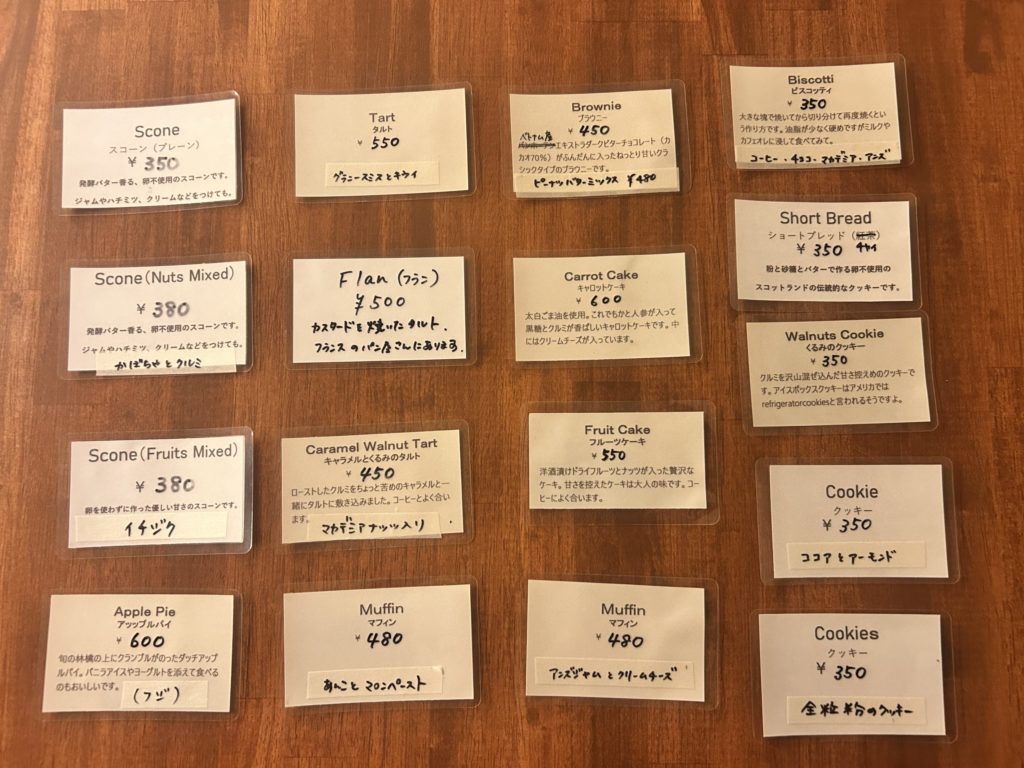 Scone
スコーン（プレーン）
¥ 350
発酵バター香る、卵不使用のスコーンです。
ジャムやハチミツ、クリームなどをつけても。
Scone(Nuts Mixed)
¥ 380
発酵バター香る、卵不使用のスコーンです。
ジャムやハチミツ、クリームなどをつけても。
かぼちゃとクルミ
Scone(Fruits Mixed)
¥ 380
卵を使わずに作った優しい甘さのスコーンです。
イチジク
Apple Pie
アップルパイ
¥ 600
旬の林檎の上にクランブルがのったダッチアップ
ルパイ。バニラアイスやヨーグルトを添えて食べる
のもおいしいです。
(フジ)
Tart
タルト
¥ 550
グラニースミスとキウイ
Flan (フラン)
¥500
カスタードを焼いたタルト.
フランスのパン屋さんにあります.
Caramel Walnut Tart
キャラメルとくるみのタルト
¥ 450
ローストしたクルミをちょっと苦めのキャラメルと一
緒にタルトに敷き込みました。コーヒーとよく合い
ます。
マカデミアナッツ入り
Muffin
マフィン
¥ 480
あんことマロンペースト
Brownie
ブラウニー
¥ 450
ベトナム産
エキストラダークビターチョコレート（カ
カオ70%）がふんだんに入ったねっとり甘いクラ
シックタイプのブラウニーです。
ピーナッツバターミックス ¥480
Carrot Cake
キャロットケーキ
¥ 600
太白ごま油を使用。これでもかと人参が入って
黒糖とクルミが香ばしいキャロットケーキです。中
にはクリームチーズが入っています。
Fruit Cake
フルーツケーキ
¥ 550
洋酒漬けドライフルーツとナッツが入った贅沢な
ケーキ。甘さを控えたケーキは大人の味です。コー
ヒーによく合います。
Muffin
マフィン
¥ 480
アンズジャムとクリームチーズ
Biscotti
ビスコッティ
¥ 350
大きな塊で焼いてから切り分けて再度焼くとい
う作り方です。油脂が少なく硬めですがミルクや
カフェオレに浸して食べてみて。
コーヒー・チョコ・マカデミア・アンズ
Short Bread
ショートブレッド（紅茶）
¥ 350 チャイ
粉と砂糖とバターで作る卵不使用の
スコットランドの伝統的なクッキーです。
Walnuts Cookie
くるみのクッキー
¥ 350
クルミを沢山混ぜ込んだ甘さ控えめのクッキーで
す。アイスボックスクッキーはアメリカでは
refrigeratorcookiesと言われるそうですよ。
Cookie
クッキー
¥ 350
ココアとアーモンド
Cookies
クッキー
¥ 350
全粒粉のクッキー